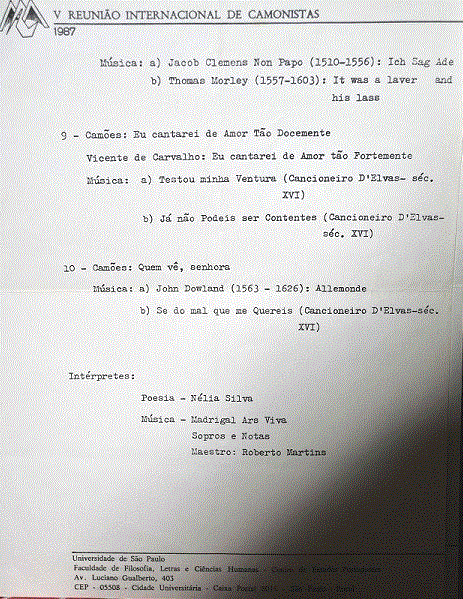 V REUNIÃO INTERNACIONAL DE CAMONISTAS
1987
Música: a) Jacob Clemens Non Papo (1510-1556): Ich Sag Ade
b) Thomas Morley (1557-1603): It was a laver and
his lass
9 - Camões: Eu cantarei de Amor Tão Docemente
Vicente de Carvalho: Eu cantarei de Amor tão Fortemente
Música: a) Testou minha Ventura (Cancioneiro D'Elvas- séc.
XVI)
b) Já não Podeis ser Contentes (Cancioneiro D'Elvas-
séc. XVI)
10 - Camões: Quem vê, senhora
Música: a) John Dowland (1563 - 1626): Allemonde
b) Se do mal que me Quereis (Cancioneiro D'Elvas-séc.
XVI)
Intérpretes:
Poesia - Nélia Silva
Música - Madrigal Ars Viva
Sopros e Notas
Maestro: Roberto Martins
Universidade de São Paulo
Faculdade de Filosofia, Letras e Ciências Humanas - Centro de Estudos Portugueses
Av. Luciano Gualberto, 403
CEP - 05508 - Cidade Universitária - Caixa Postal